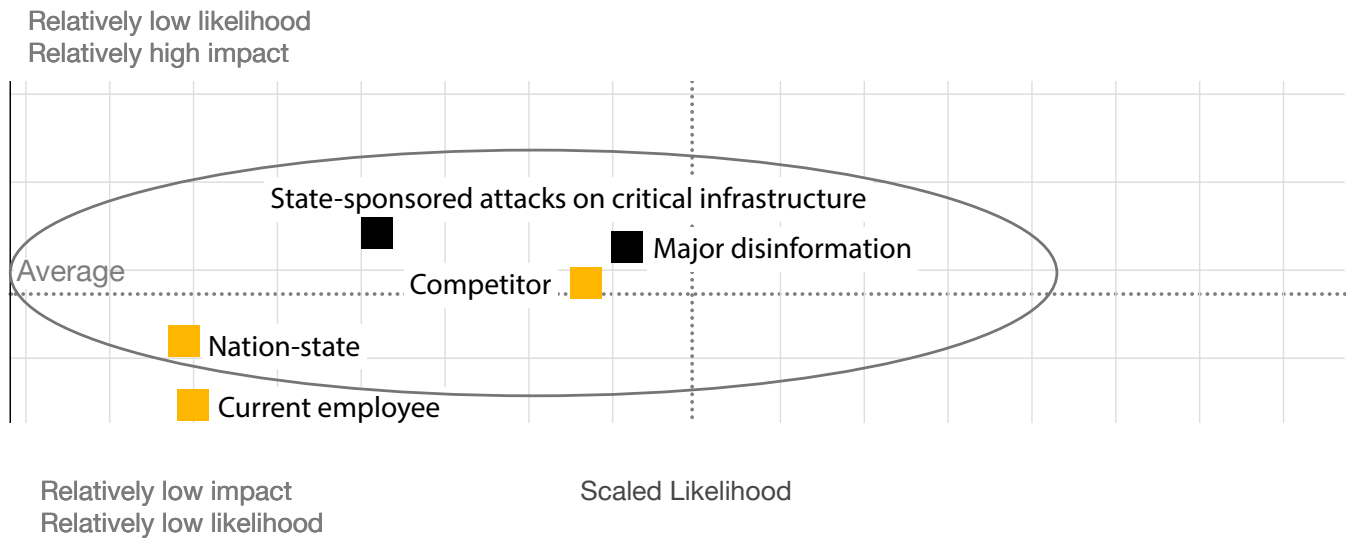 Relatively low likelihood
Relatively high impact
State-sponsored attacks on critical infrastructure
Major disinformation
Average
Competitor
Nation-state
Current employee
Relatively low impact
Relatively low likelihood
Scaled Likelihood